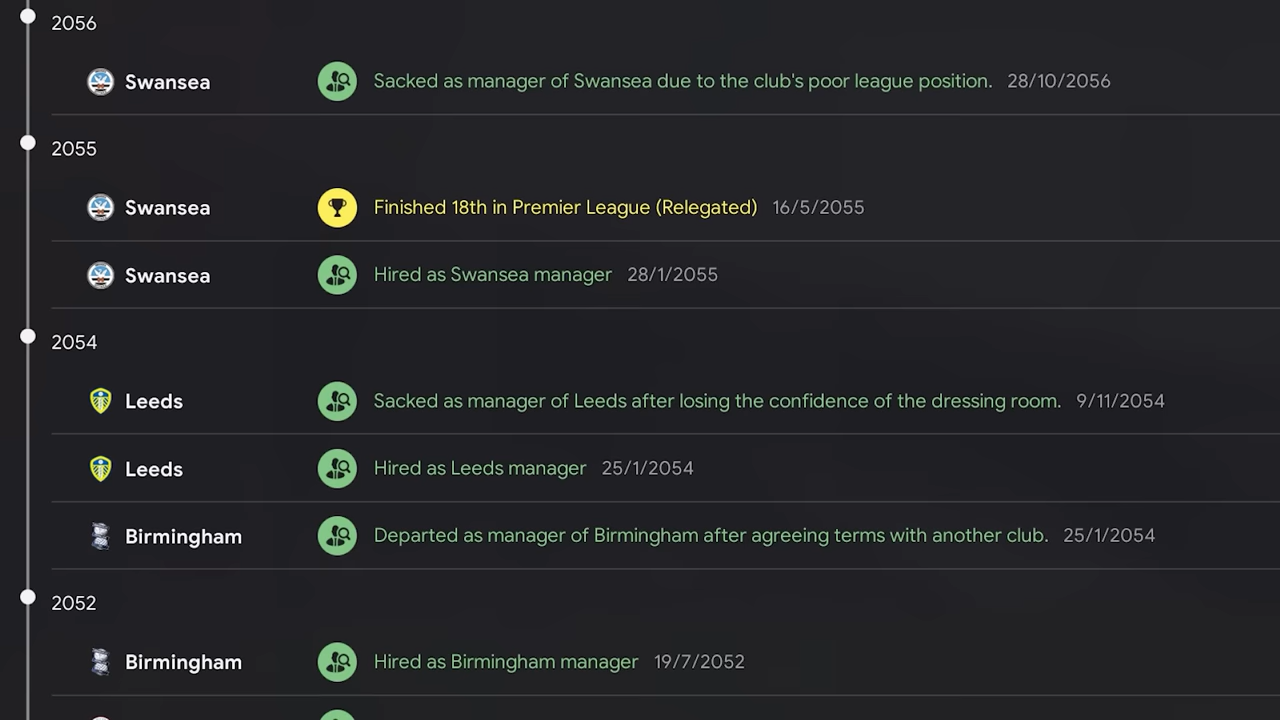 2056
Swansea Sacked as manager of Swansea due to the club's poor league position. 28/10/2056
2055
Swansea Finished 18th in Premier League (Relegated) 16/5/2055
Swansea Hired as Swansea manager 28/1/2055
2054
Leeds Sacked as manager of Leeds after losing the confidence of the dressing room. 9/11/2054
Leeds Hired as Leeds manager 25/1/2054
Birmingham Departed as manager of Birmingham after agreeing terms with another club. 25/1/2054
2052
Birmingham Hired as Birmingham manager 19/7/2052